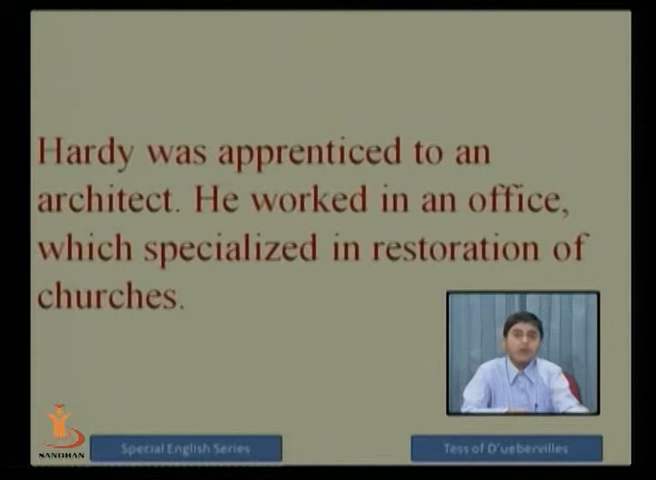 Hardy was apprenticed to an
architect. He worked in an office,
which specialized in restoration of
churches.
SANDHAN
Special English Series
Tess of D'uebervilles